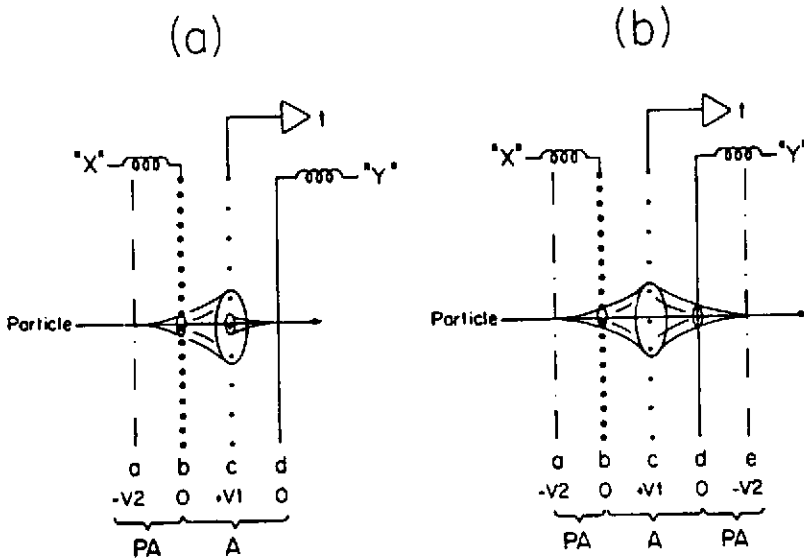 (a)
"X"
t
"Y"
Particle
a b c d
-V2 0 +V1 0
PA A
(b)
"X"
t
"Y"
Particle
a b c d e
-V2 0 +V1 0 -V2
PA A PA